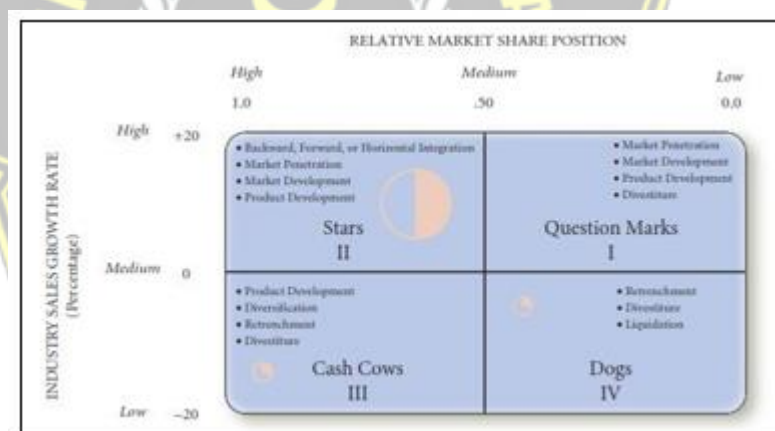 RELATIVE MARKET SHARE POSITION
High Medium Low
1.0 .50 0.0
INDUSTRY SALES GROWTH RATE
(Percentage)
High +20
• Backward, Forward, or Horizontal Integration
• Market Penetration
• Market Development
• Product Development
Stars
II
• Market Penetration
• Market Development
• Product Development
• Divestiture
Question Marks
I
Medium 0
• Product Development
• Diversification
• Retrenchment
• Divestiture
Cash Cows
III
• Retrenchment
• Divestiture
• Liquidation
Dogs
IV
Low –20